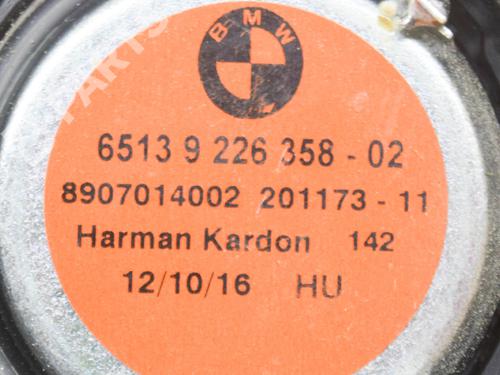 BMW
6513 9 226 358 - 02
8907014002 201173 - 11
Harman Kardon 142
12/10/16 HU